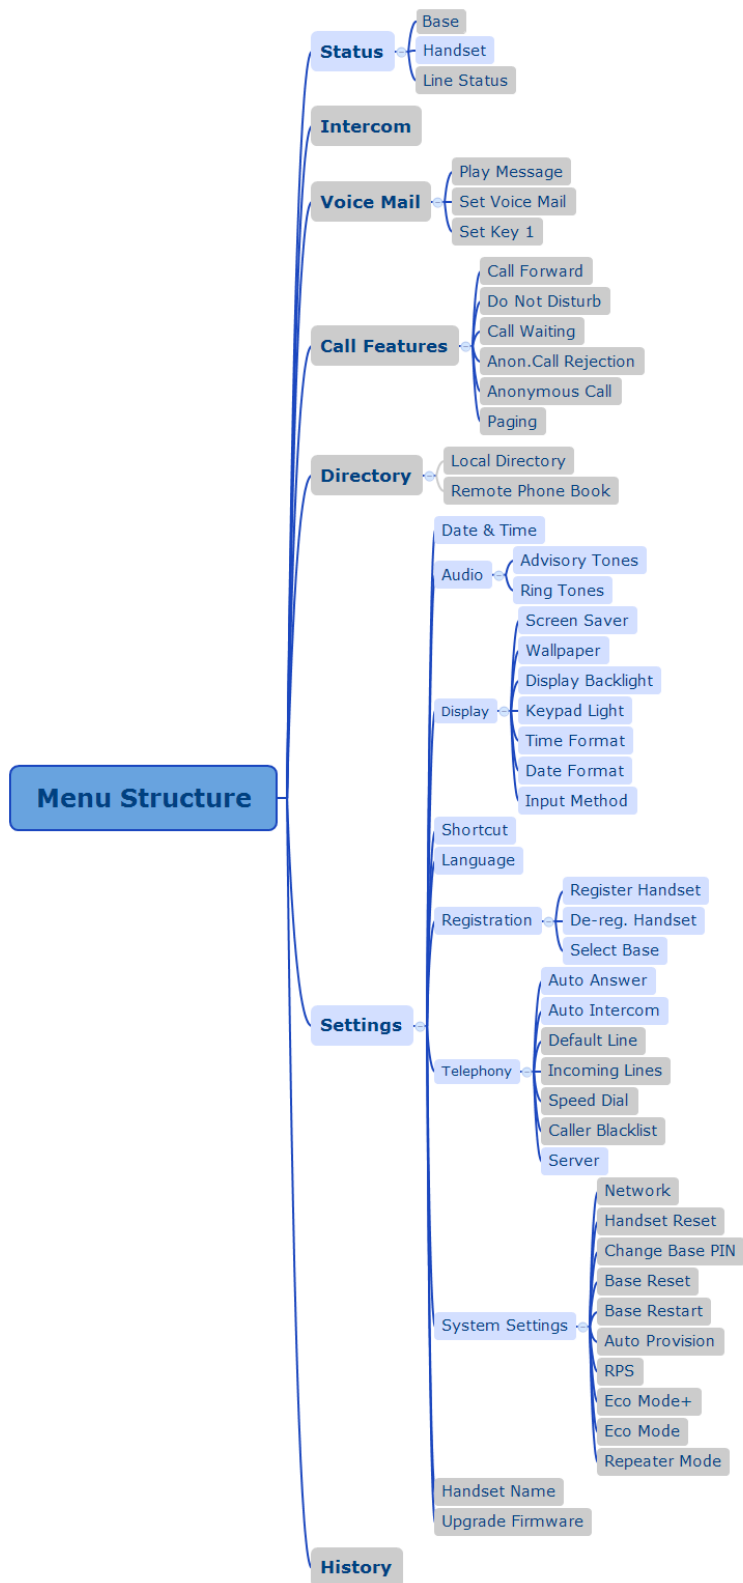 Base
Status
Handset
Line Status
Intercom
Play Message
Voice Mail
Set Voice Mail
Set Key 1
Call Forward
Do Not Disturb
Call Waiting
Call Features
Anon.Call Rejection
Anonymous Call
Paging
Local Directory
Directory
Remote Phone Book
Date & Time
Advisory Tones
Audio
Ring Tones
Screen Saver
Wallpaper
Display Backlight
Display
Keypad Light
Time Format
Date Format
Input Method
Menu Structure
Shortcut
Language
Register Handset
Registration
De-reg. Handset
Select Base
Auto Answer
Auto Intercom
Settings
Default Line
Telephony
Incoming Lines
Speed Dial
Caller Blacklist
Server
Network
Handset Reset
Change Base PIN
Base Reset
Base Restart
System Settings
Auto Provision
RPS
Eco Mode+
Eco Mode
Repeater Mode
Handset Name
Upgrade Firmware
History